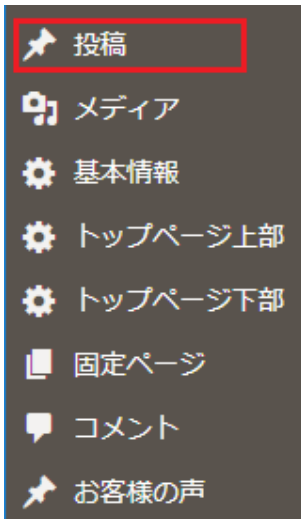 投稿
メディア
基本情報
トップページ上部
トップページ下部
固定ページ
コメント
お客様の声